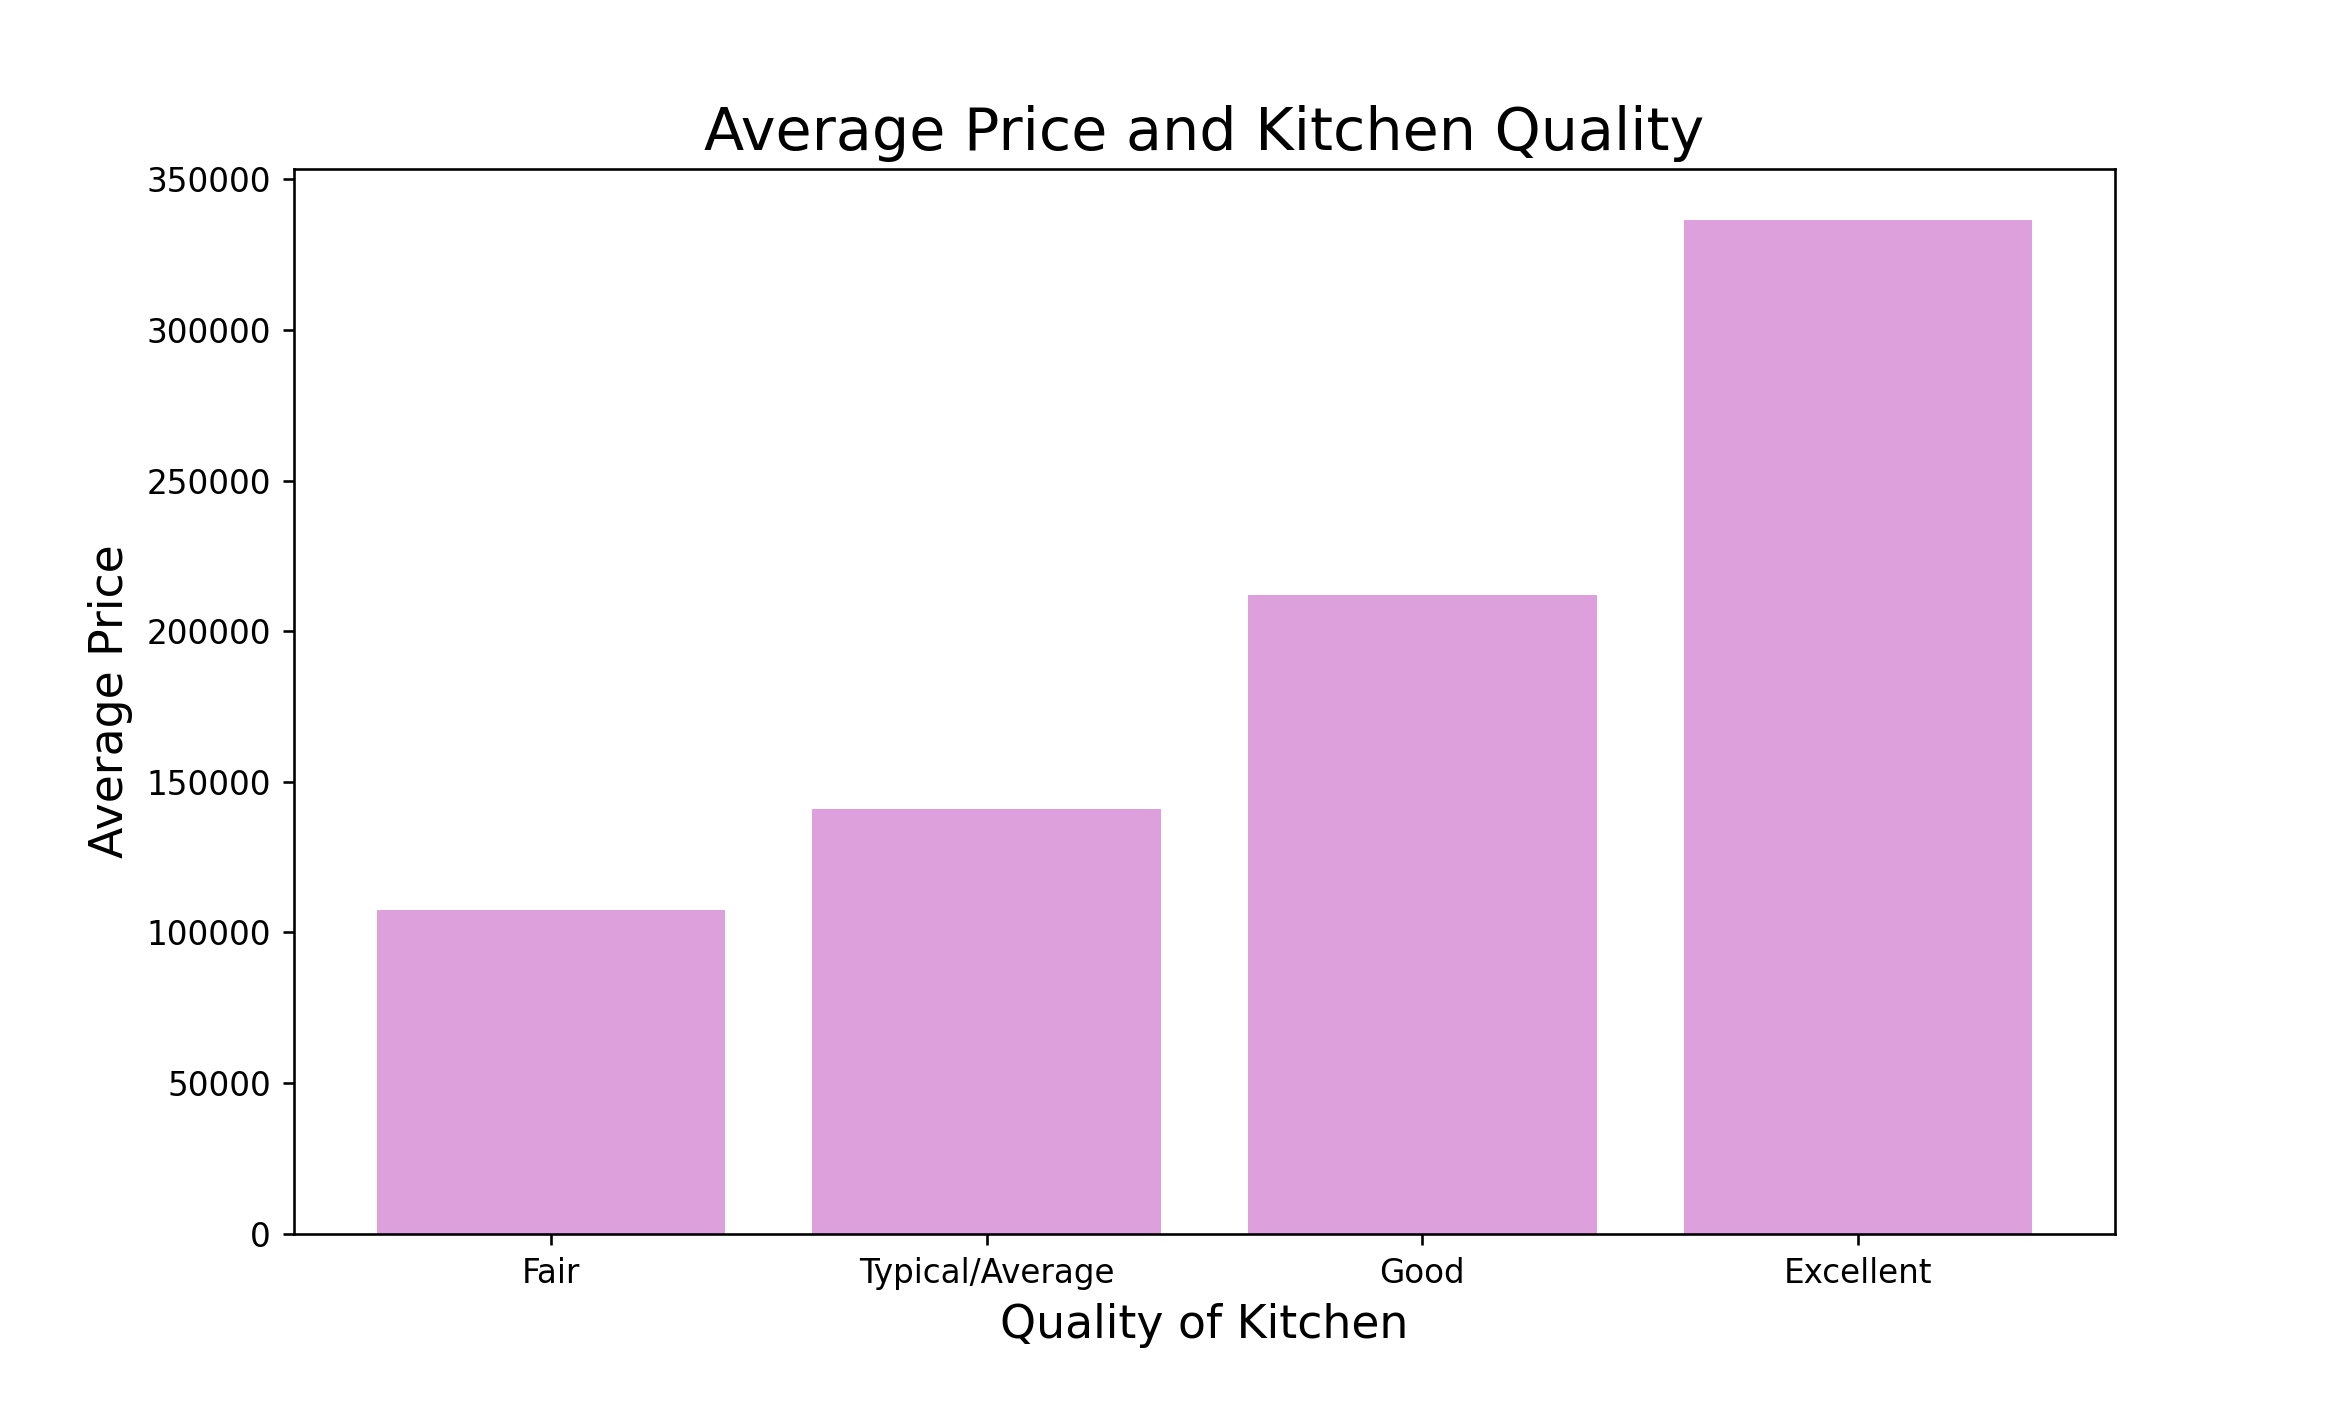 Average Price and Kitchen Quality
350000
300000
250000
200000
150000
100000
50000
0
Average Price
Fair Typical/Average Good Excellent
Quality of Kitchen